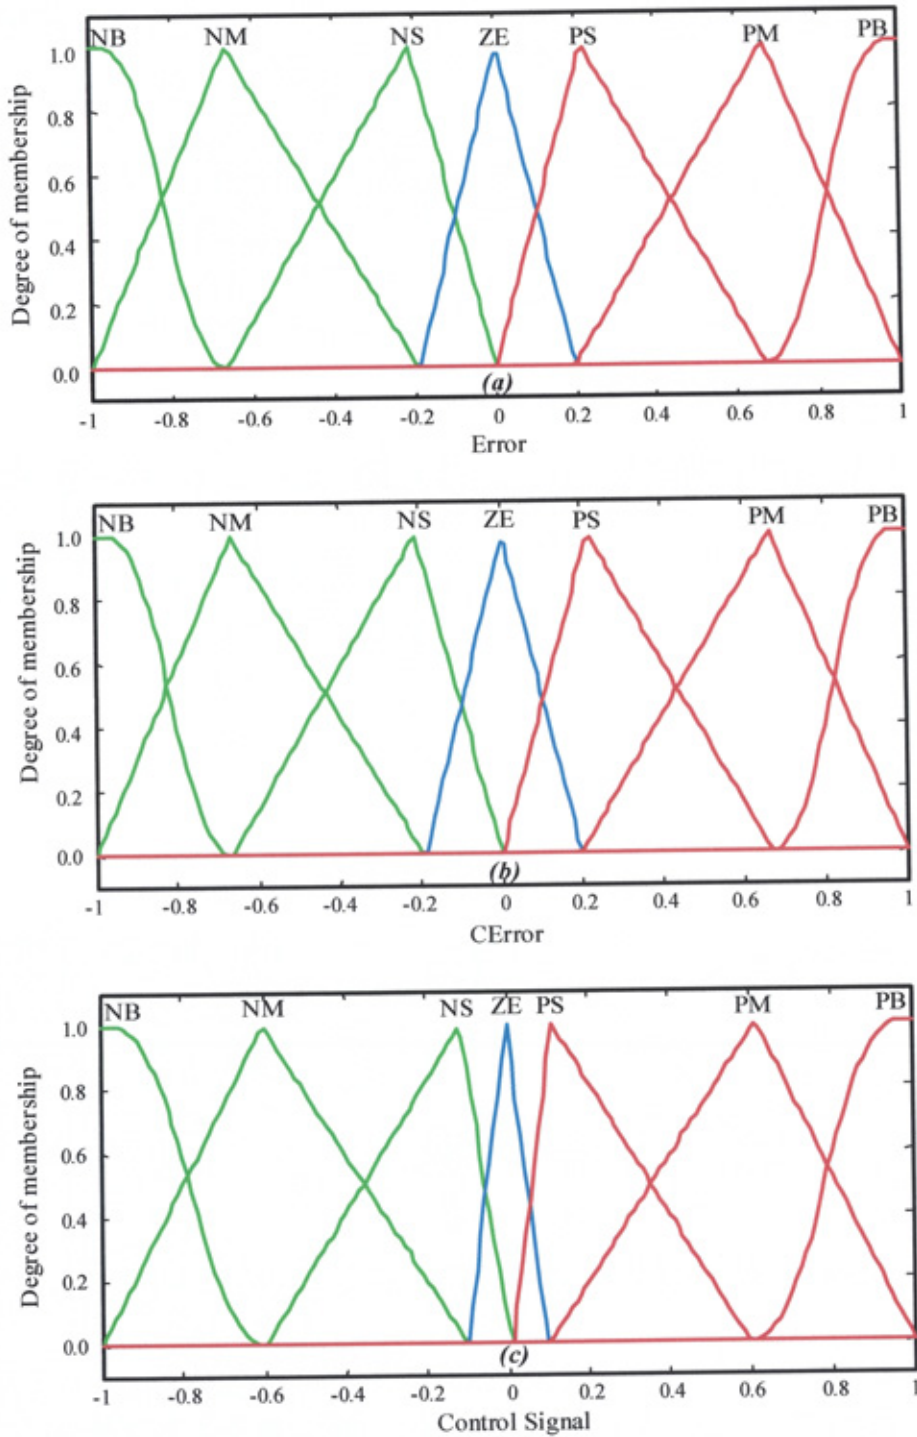 NB NM NS ZE PS PM PB
1.0
0.8
0.6
0.4
0.2
0.0
Degree of membership
(a)
-1 -0.8 -0.6 -0.4 -0.2 0 0.2 0.4 0.6 0.8 1
Error
NB NM NS ZE PS PM PB
1.0
0.8
0.6
0.4
0.2
0.0
Degree of membership
(b)
-1 -0.8 -0.6 -0.4 -0.2 0 0.2 0.4 0.6 0.8 1
CError
NB NM NS ZE PS PM PB
1.0
0.8
0.6
0.4
0.2
0.0
Degree of membership
(c)
-1 -0.8 -0.6 -0.4 -0.2 0 0.2 0.4 0.6 0.8 1
Control Signal